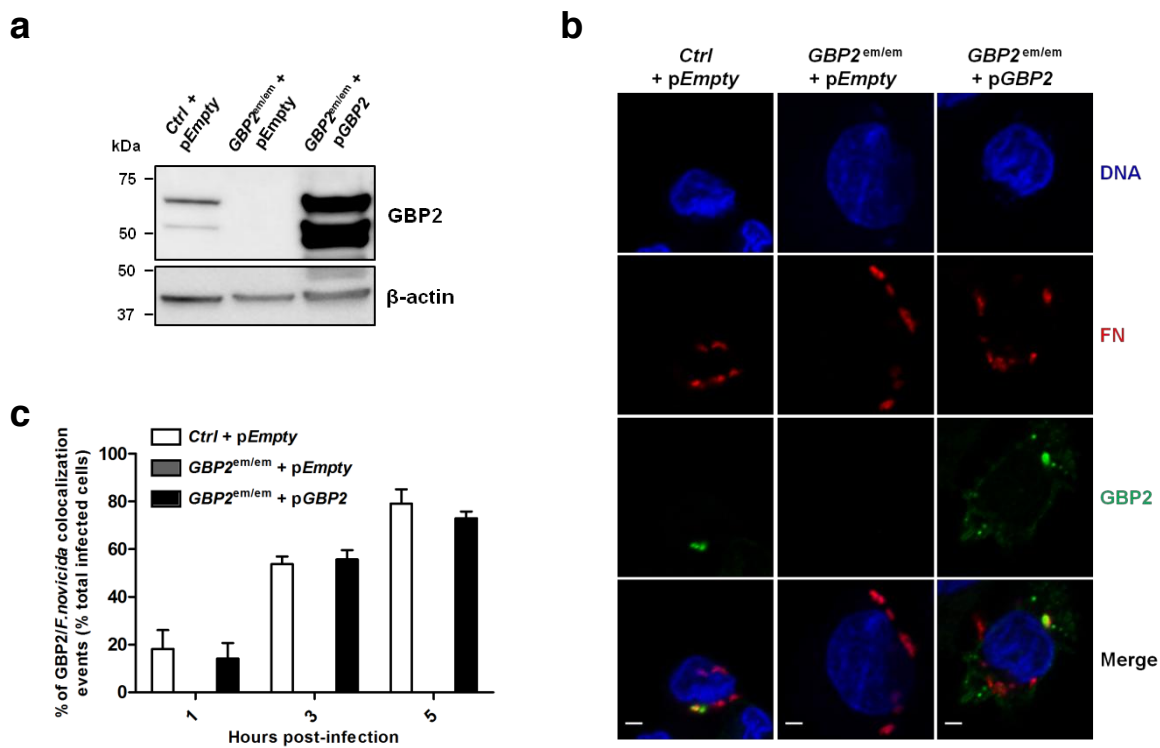 a
Ctrl +
pEmpty
GBP2em/em +
pEmpty
GBP2em/em +
pGBP2
kDa
75
50
GBP2
50
37
β-actin
b
Ctrl
+ pEmpty
GBP2em/em
+ pEmpty
GBP2em/em
+ pGBP2
DNA
FN
GBP2
Merge
c
% of GBP2/F.novicida colocalization
events (% total infected cells)
Ctrl + pEmpty
GBP2em/em + pEmpty
GBP2em/em + pGBP2
100
80
60
40
20
0
1
3
5
Hours post-infection